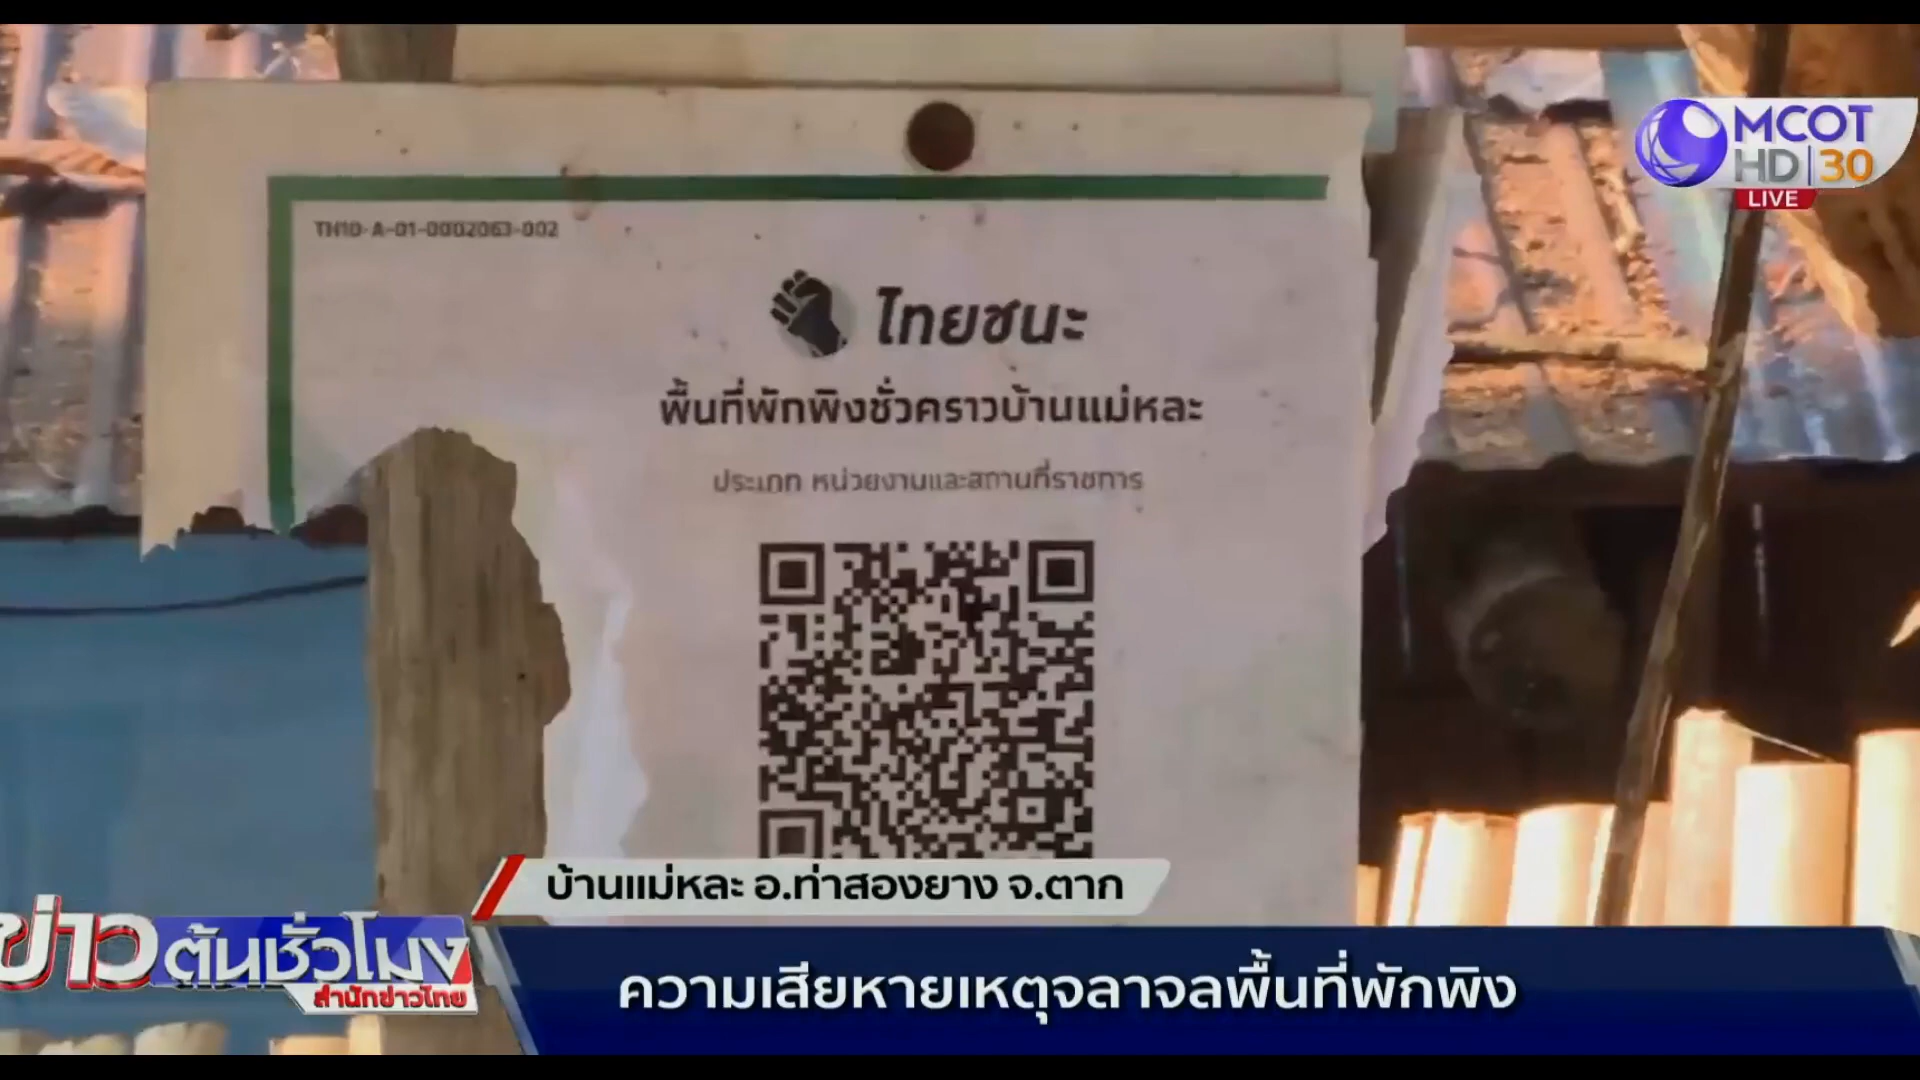 MCOT
HD 30
LIVE
TH10-A-01-0002063-002
ไทยชนะ
พื้นที่พักพิงชั่วคราวบ้านแม่หละ
ประเภท หน่วยงานและสถานที่ราชการ
บ้านแม่หละ อ.ท่าสองยาง จ.ตาก
ข่าวต้นชั่วโมง
สำนักข่าวไทย
ความเสียหายเหตุจลาจลพื้นที่พักพิง